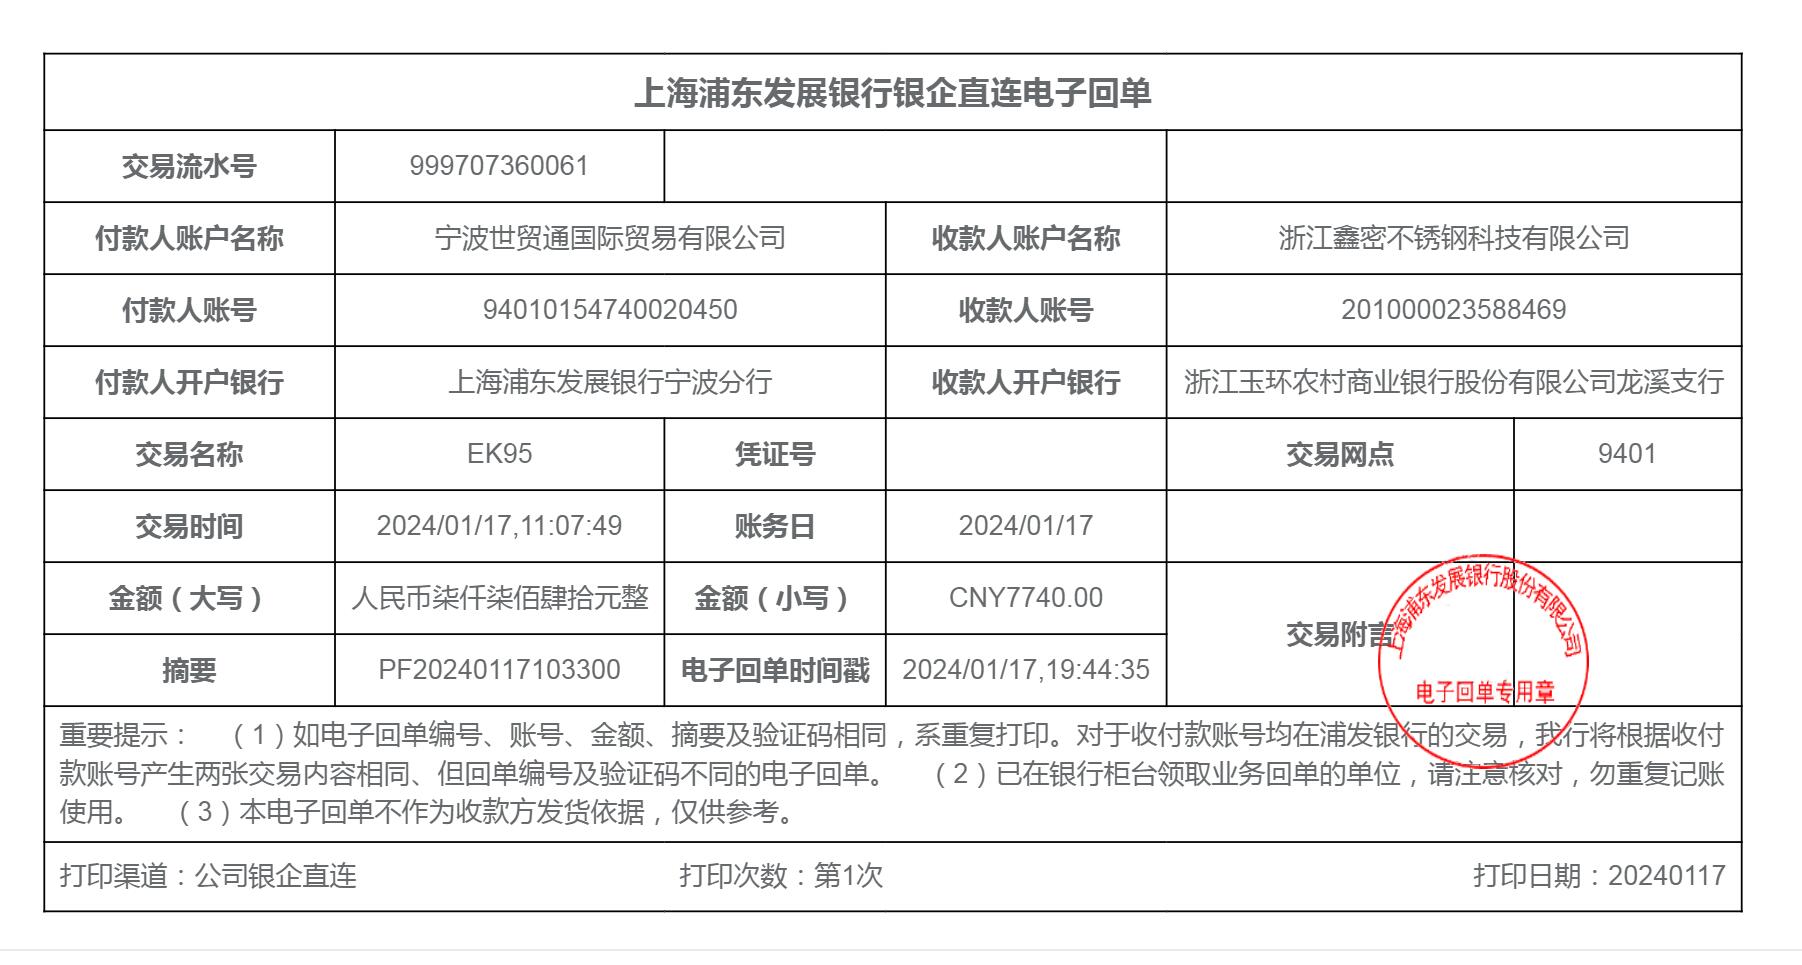 上海浦东发展银行银企直连电子回单
交易流水号 999707360061
付款人账户名称 宁波世贸通国际贸易有限公司 收款人账户名称 浙江鑫密不锈钢科技有限公司
付款人账号 94010154740020450 收款人账号 201000023588469
付款人开户银行 上海浦东发展银行宁波分行 收款人开户银行 浙江玉环农村商业银行股份有限公司龙溪支行
交易名称 EK95 凭证号 交易网点 9401
交易时间 2024/01/17,11:07:49 账务日 2024/01/17
金额（大写） 人民币柒仟柒佰肆拾元整 金额（小写） CNY7740.00
交易附言
摘要 PF20240117103300 电子回单时间戳 2024/01/17,19:44:35
上海浦东发展银行股份有限公司
电子回单专用章
重要提示： （1）如电子回单编号、账号、金额、摘要及验证码相同，系重复打印。对于收付款账号均在浦发银行的交易，我行将根据收付
款账号产生两张交易内容相同、但回单编号及验证码不同的电子回单。 （2）已在银行柜台领取业务回单的单位，请注意核对，勿重复记账
使用。 （3）本电子回单不作为收款方发货依据，仅供参考。
打印渠道：公司银企直连 打印次数：第1次 打印日期：20240117